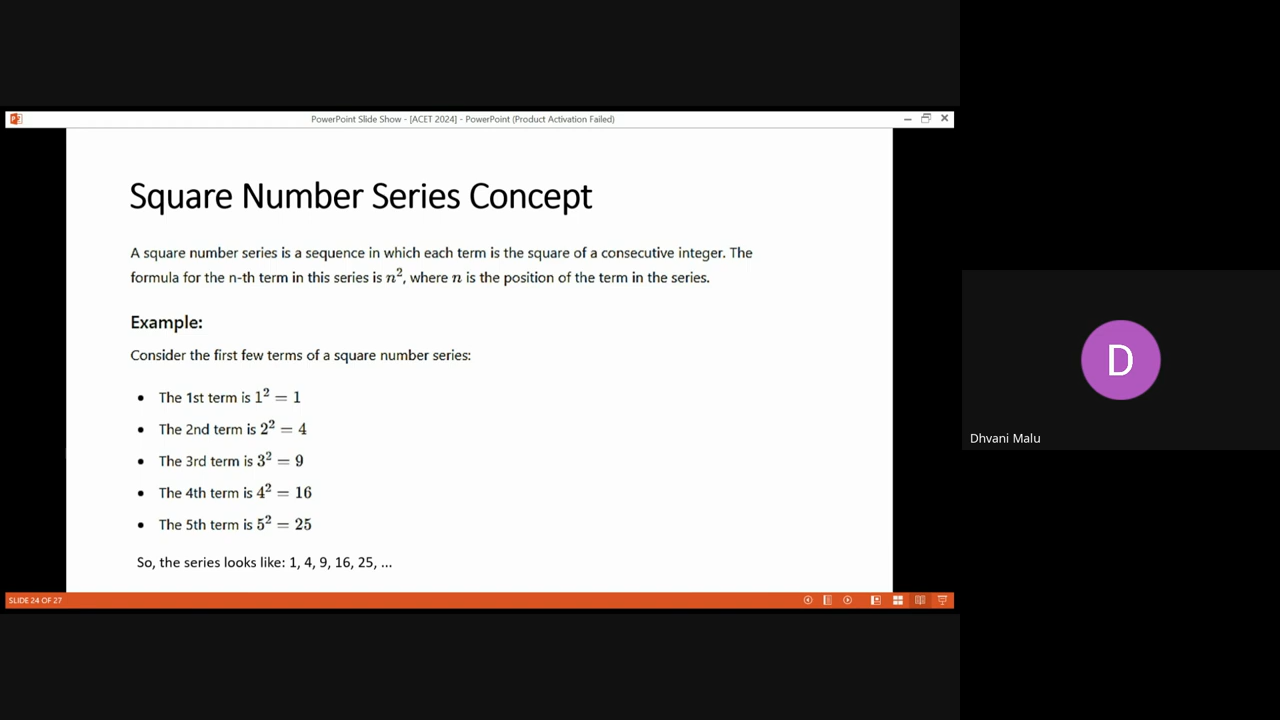 PowerPoint Slide Show - [ACET 2024] - PowerPoint (Product Activation Failed)
Square Number Series Concept
A square number series is a sequence in which each term is the square of a consecutive integer. The
formula for the n-th term in this series is n², where n is the position of the term in the series.
Example:
Consider the first few terms of a square number series:
• The 1st term is 1² = 1
• The 2nd term is 2² = 4
• The 3rd term is 3² = 9
• The 4th term is 4² = 16
• The 5th term is 5² = 25
So, the series looks like: 1, 4, 9, 16, 25, ...
SLIDE 24 OF 27
D
Dhvani Malu